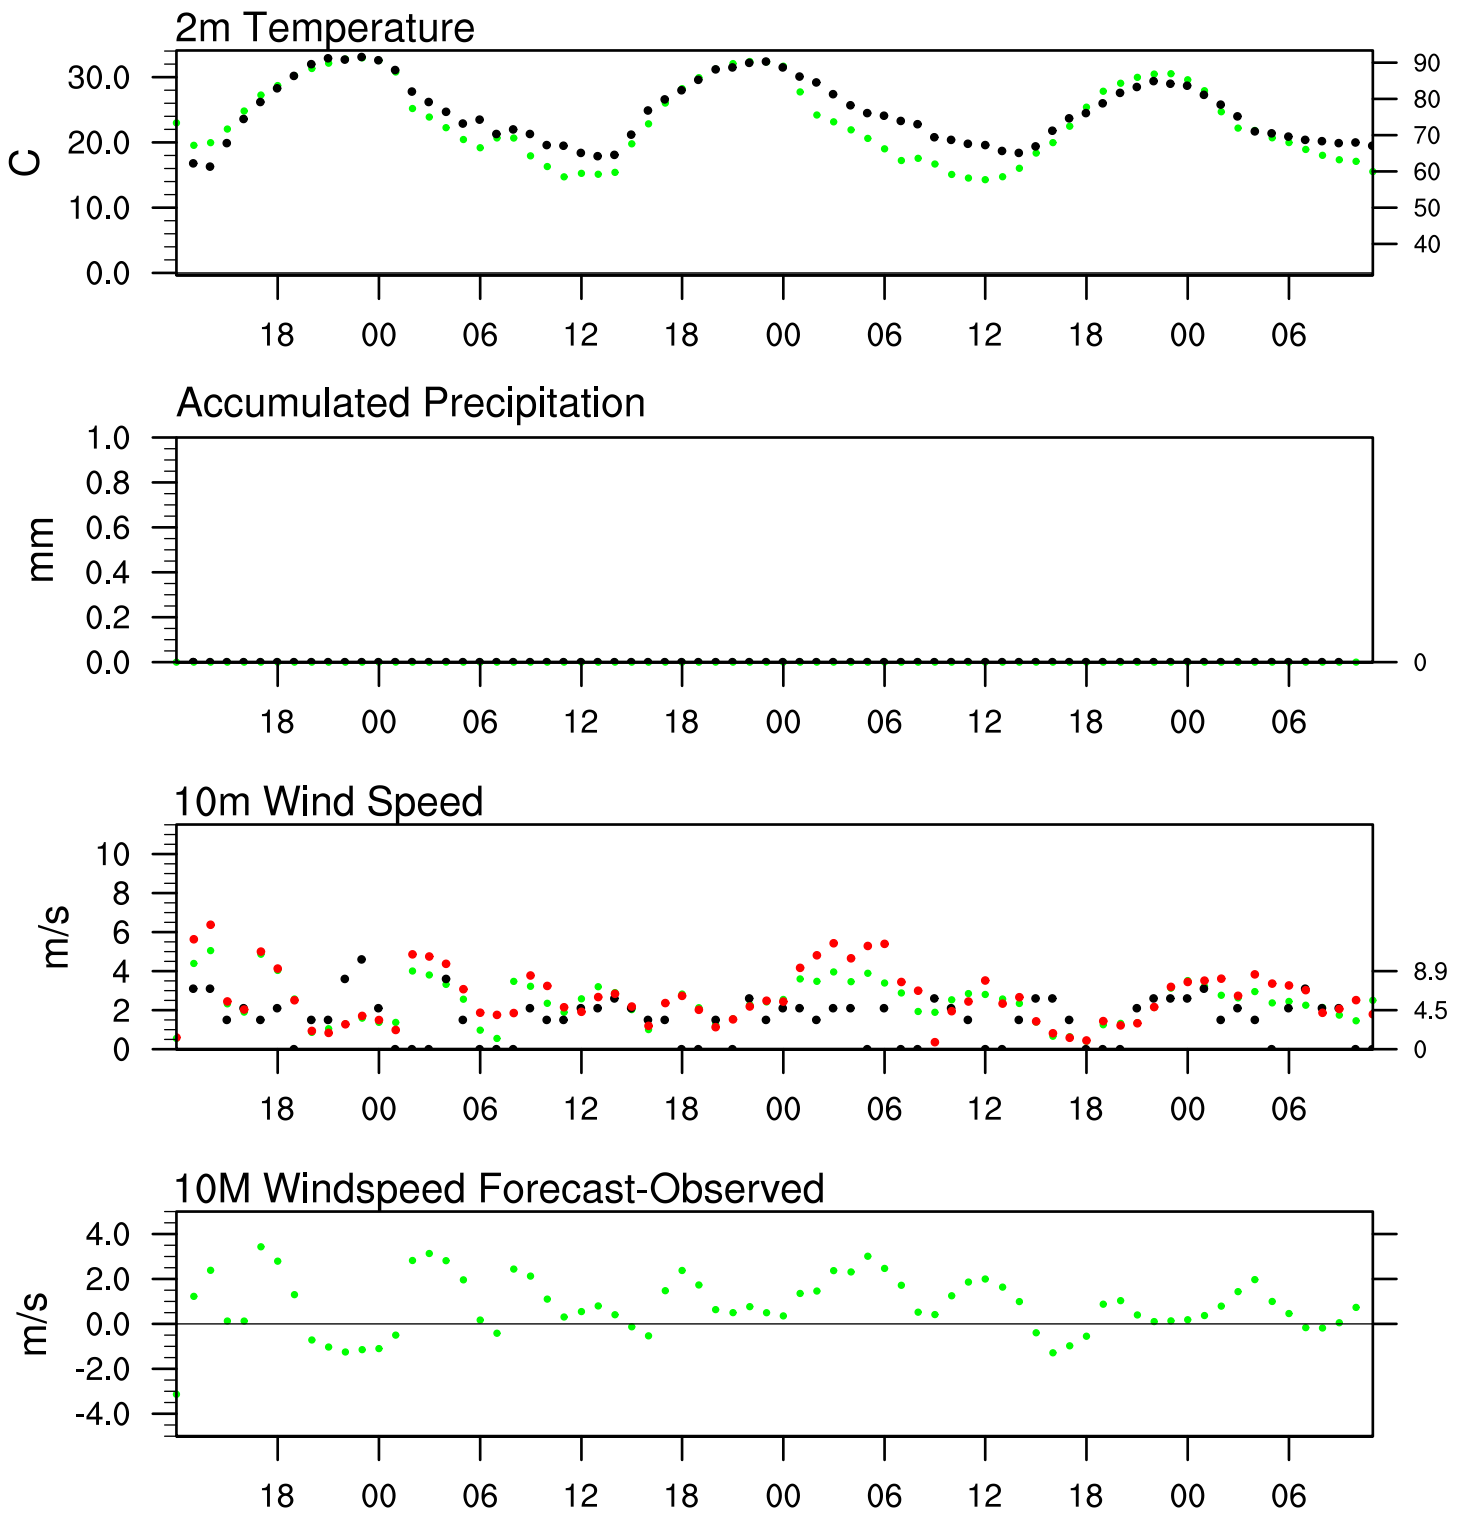 2m Temperature
30.0 90
80
20.0 70
C
60
10.0 50
40
0.0
18 00 06 12 18 00 06 12 18 00 06
Accumulated Precipitation
1.0
0.8
0.6
mm
0.4
0.2
0.0 0
18 00 06 12 18 00 06 12 18 00 06
10m Wind Speed
10
8
6
m/s
4 8.9
2 4.5
0 0
18 00 06 12 18 00 06 12 18 00 06
10M Windspeed Forecast-Observed
4.0
2.0
0.0
m/s
-2.0
-4.0
18 00 06 12 18 00 06 12 18 00 06